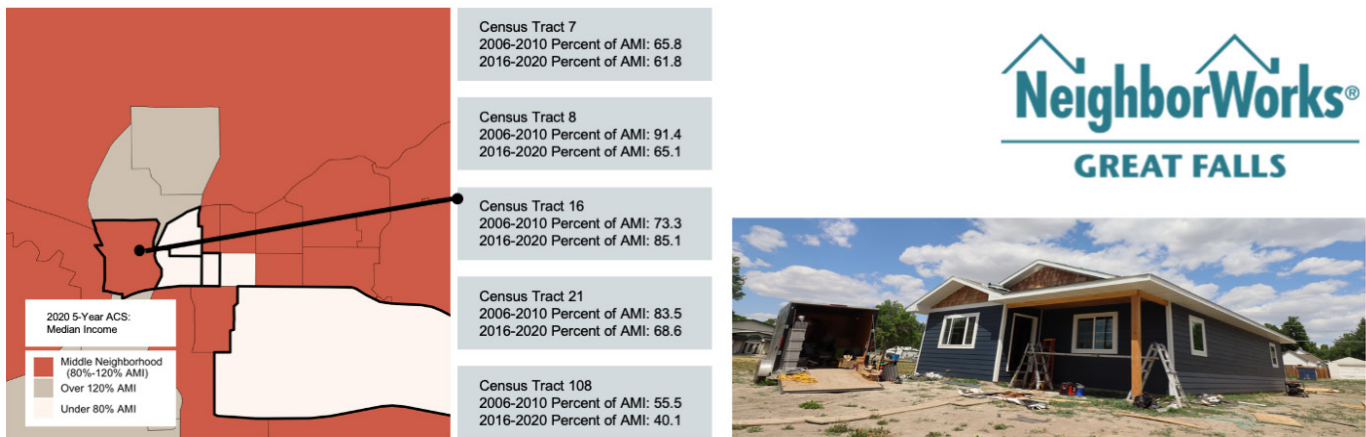 Census Tract 7
2006-2010 Percent of AMI: 65.8
2016-2020 Percent of AMI: 61.8
Census Tract 8
2006-2010 Percent of AMI: 91.4
2016-2020 Percent of AMI: 65.1
Census Tract 16
2006-2010 Percent of AMI: 73.3
2016-2020 Percent of AMI: 85.1
Census Tract 21
2006-2010 Percent of AMI: 83.5
2016-2020 Percent of AMI: 68.6
Census Tract 108
2006-2010 Percent of AMI: 55.5
2016-2020 Percent of AMI: 40.1
2020 5-Year ACS:
Median Income
Middle Neighborhood
(80%-120% AMI)
Over 120% AMI
Under 80% AMI
NeighborWorks®
GREAT FALLS